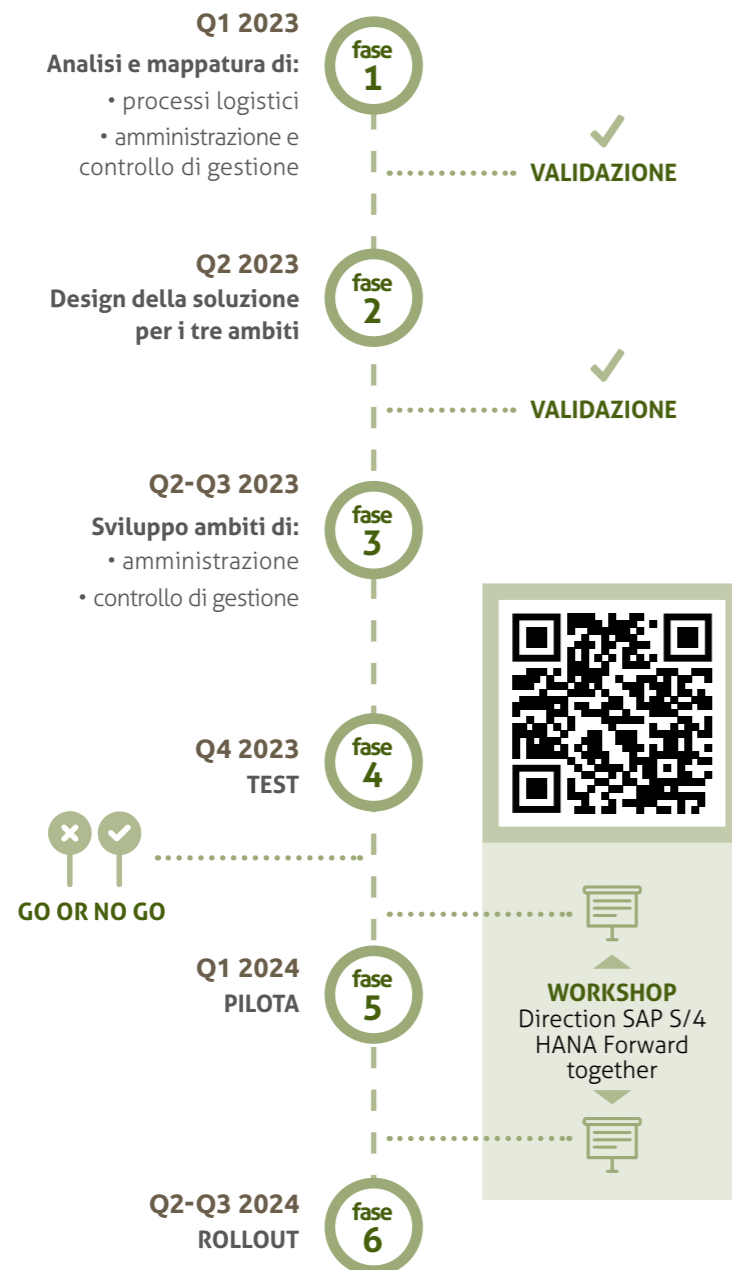 Q1 2023
Analisi e mappatura di:
• processi logistici
• amministrazione e
controllo di gestione
fase
1
VALIDAZIONE
Q2 2023
Design della soluzione
per i tre ambiti
fase
2
VALIDAZIONE
Q2-Q3 2023
Sviluppo ambiti di:
• amministrazione
• controllo di gestione
fase
3
Q4 2023
TEST
fase
4
GO OR NO GO
Q1 2024
PILOTA
fase
5
WORKSHOP
Direction SAP S/4
HANA Forward
together
Q2-Q3 2024
ROLLOUT
fase
6